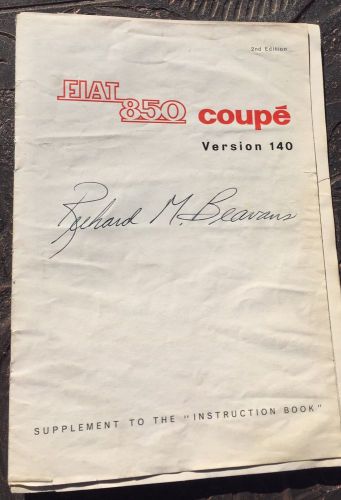 2nd Edition
FIAT 850 coupé
Version 140
Richard M. Beavans
SUPPLEMENT TO THE "INSTRUCTION BOOK"